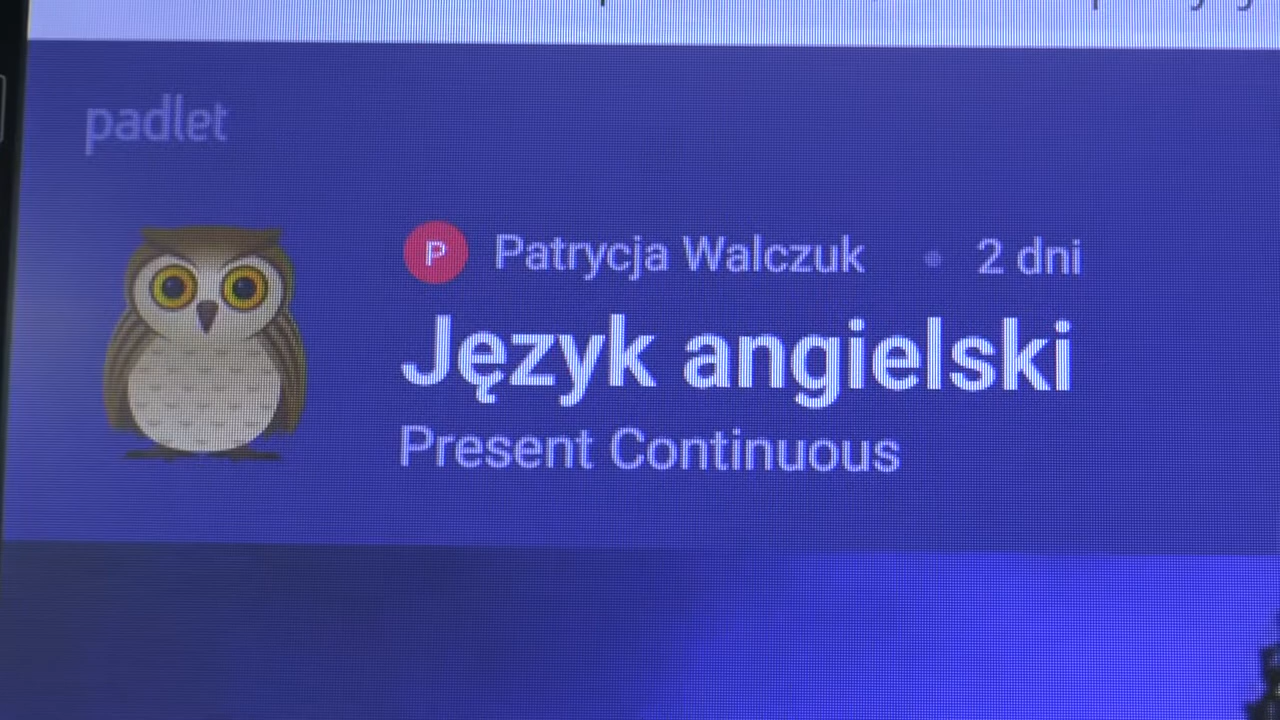 padlet
P Patrycja Walczuk • 2 dni
Język angielski
Present Continuous